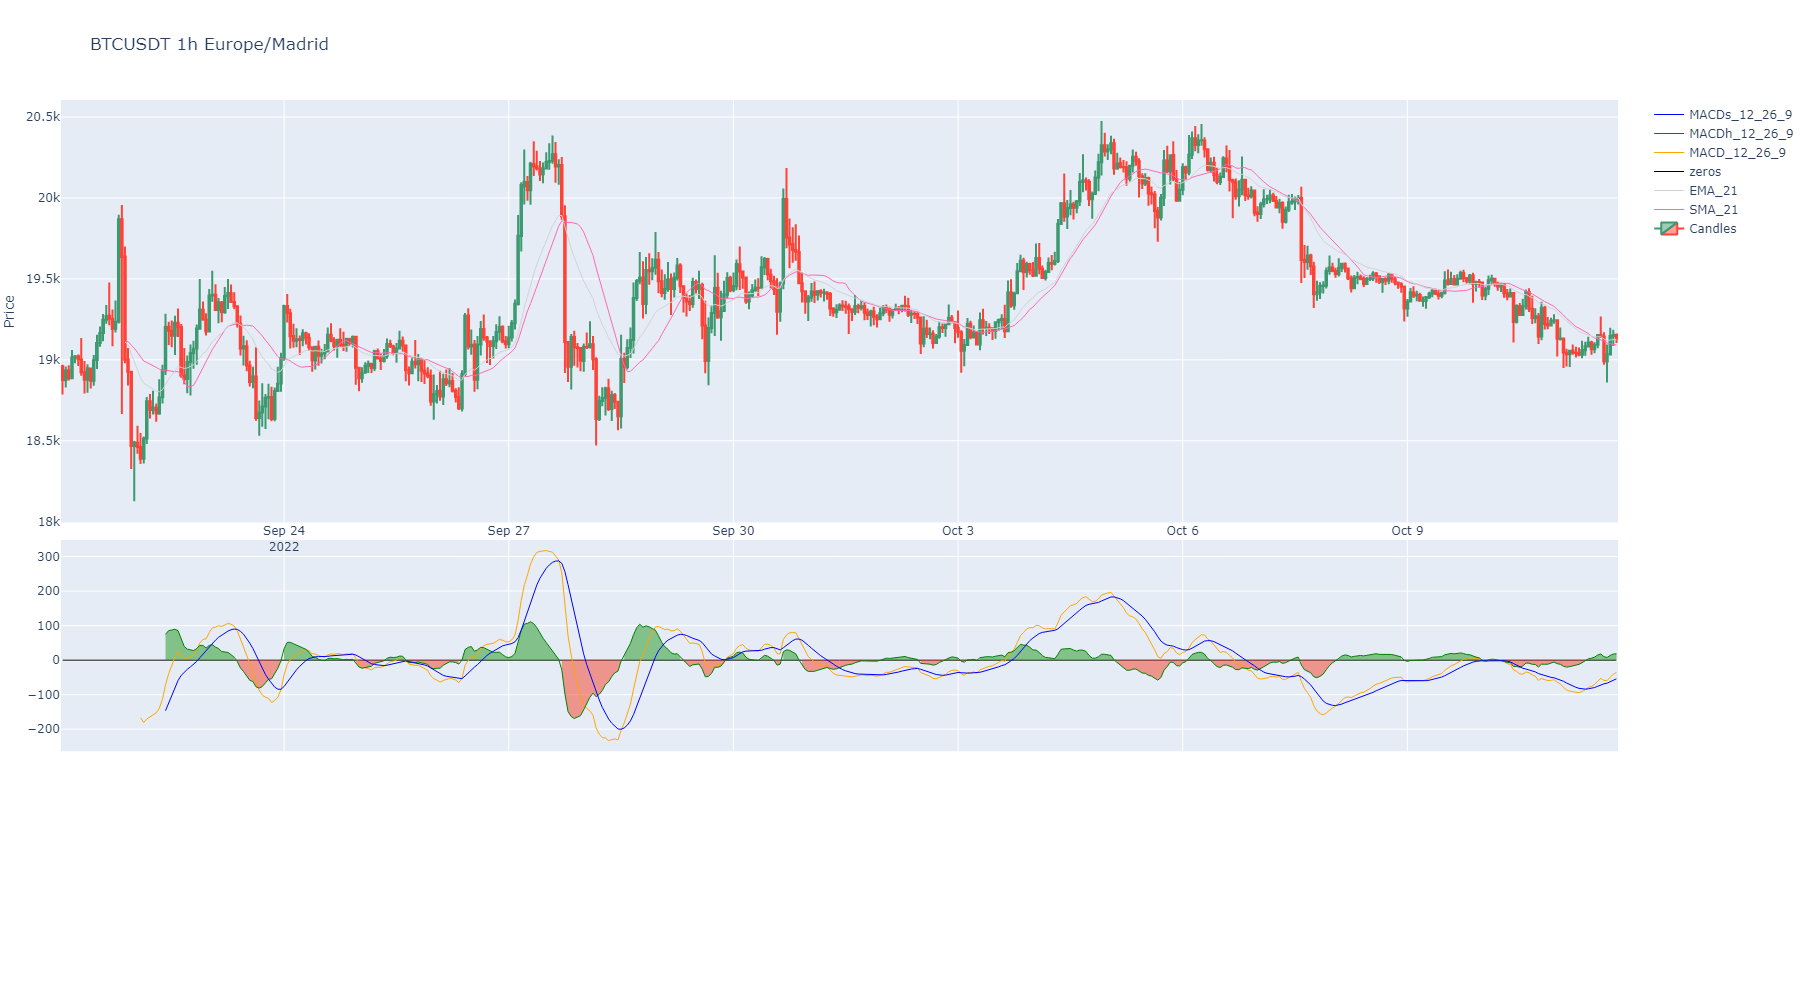 BTCUSDT 1h Europe/Madrid
20.5k
20k
19.5k
19k
18.5k
18k
Price
Sep 24
2022
Sep 27
Sep 30
Oct 3
Oct 6
Oct 9
300
200
100
0
−100
−200
MACDs_12_26_9
MACDh_12_26_9
MACD_12_26_9
zeros
EMA_21
SMA_21
Candles